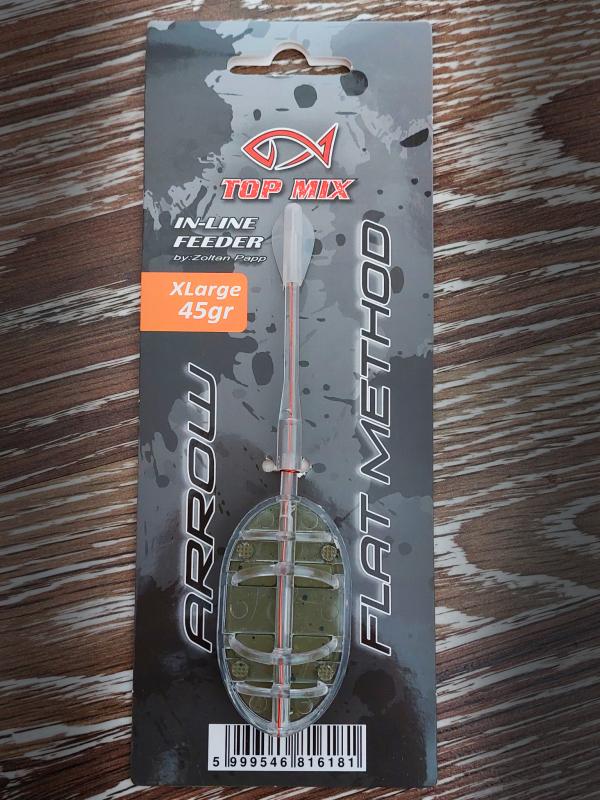 TOP MIX
IN-LINE
FEEDER
by:Zoltan Papp
XLarge
45gr
ARROW
FLAT METHOD
5 999546 816181